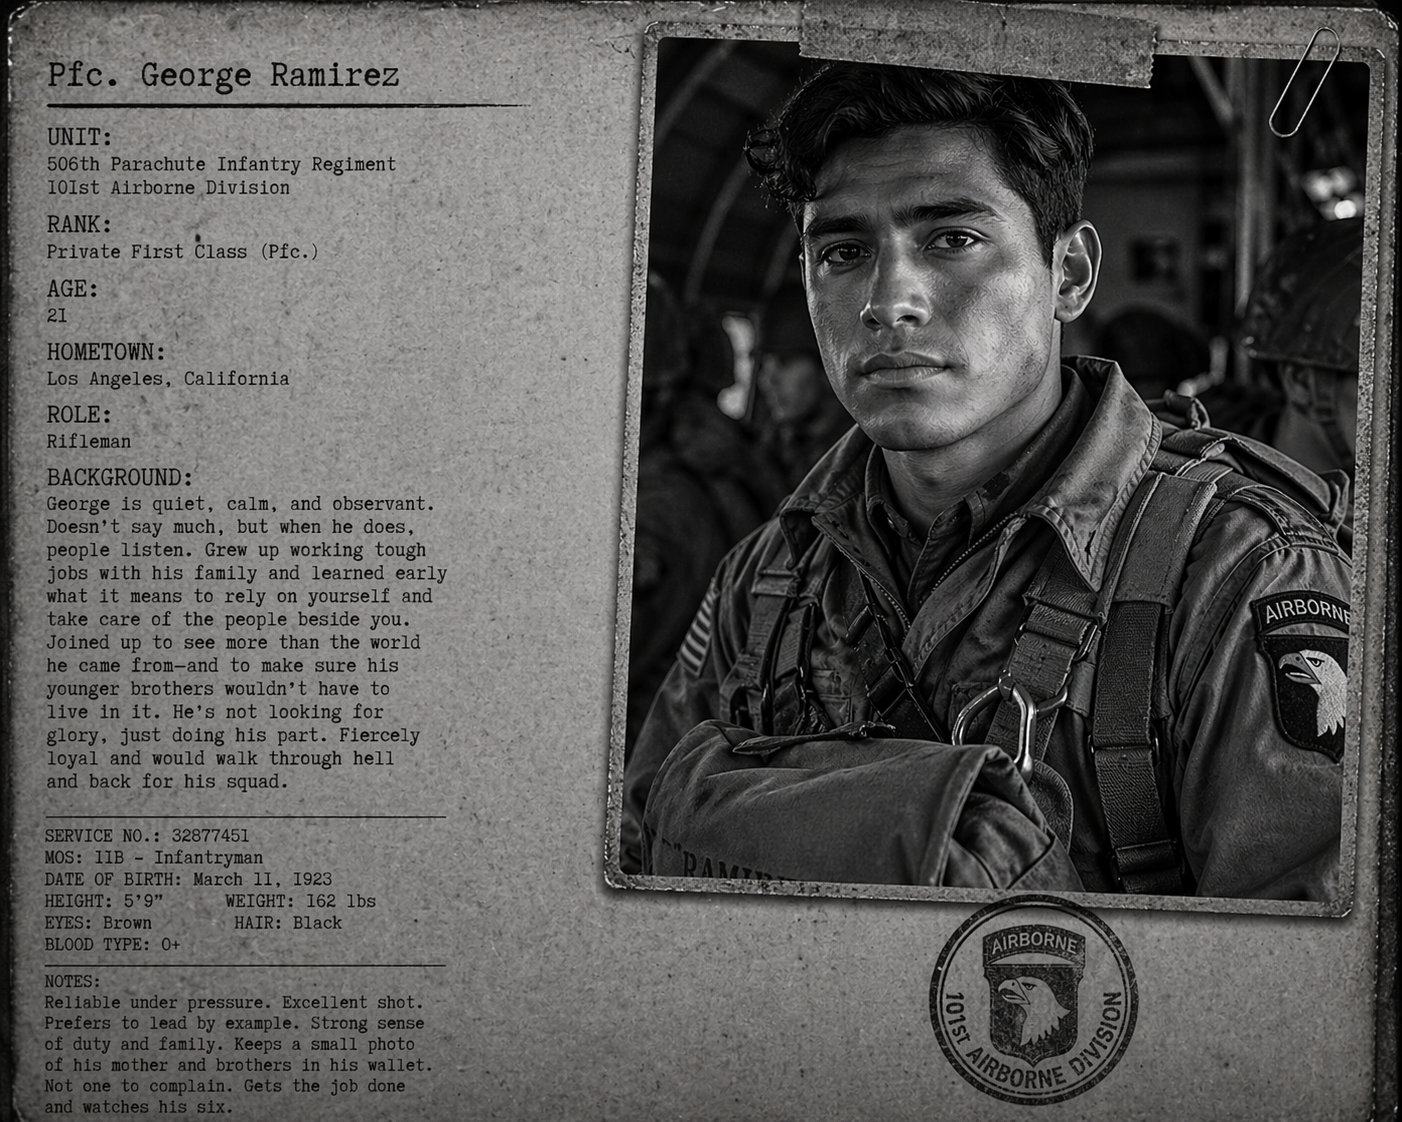 Pfc. George Ramirez
UNIT:
506th Parachute Infantry Regiment
101st Airborne Division
RANK:
Private First Class (Pfc.)
AGE:
21
HOMETOWN:
Los Angeles, California
ROLE:
Rifleman
BACKGROUND:
George is quiet, calm, and observant.
Doesn't say much, but when he does,
people listen. Grew up working tough
jobs with his family and learned early
what it means to rely on yourself and
take care of the people beside you.
Joined up to see more than the world
he came from—and to make sure his
younger brothers wouldn't have to
live in it. He's not looking for
glory, just doing his part. Fiercely
loyal and would walk through hell
and back for his squad.
SERVICE NO.: 32877451
MOS: 11B - Infantryman
DATE OF BIRTH: March 11, 1923
HEIGHT: 5'9" WEIGHT: 162 lbs
EYES: Brown HAIR: Black
BLOOD TYPE: O+
NOTES:
Reliable under pressure. Excellent shot.
Prefers to lead by example. Strong sense
of duty and family. Keeps a small photo
of his mother and brothers in his wallet.
Not one to complain. Gets the job done
and watches his six.
AIRBORNE
AIRBORNE
101ST AIRBORNE DIVISION